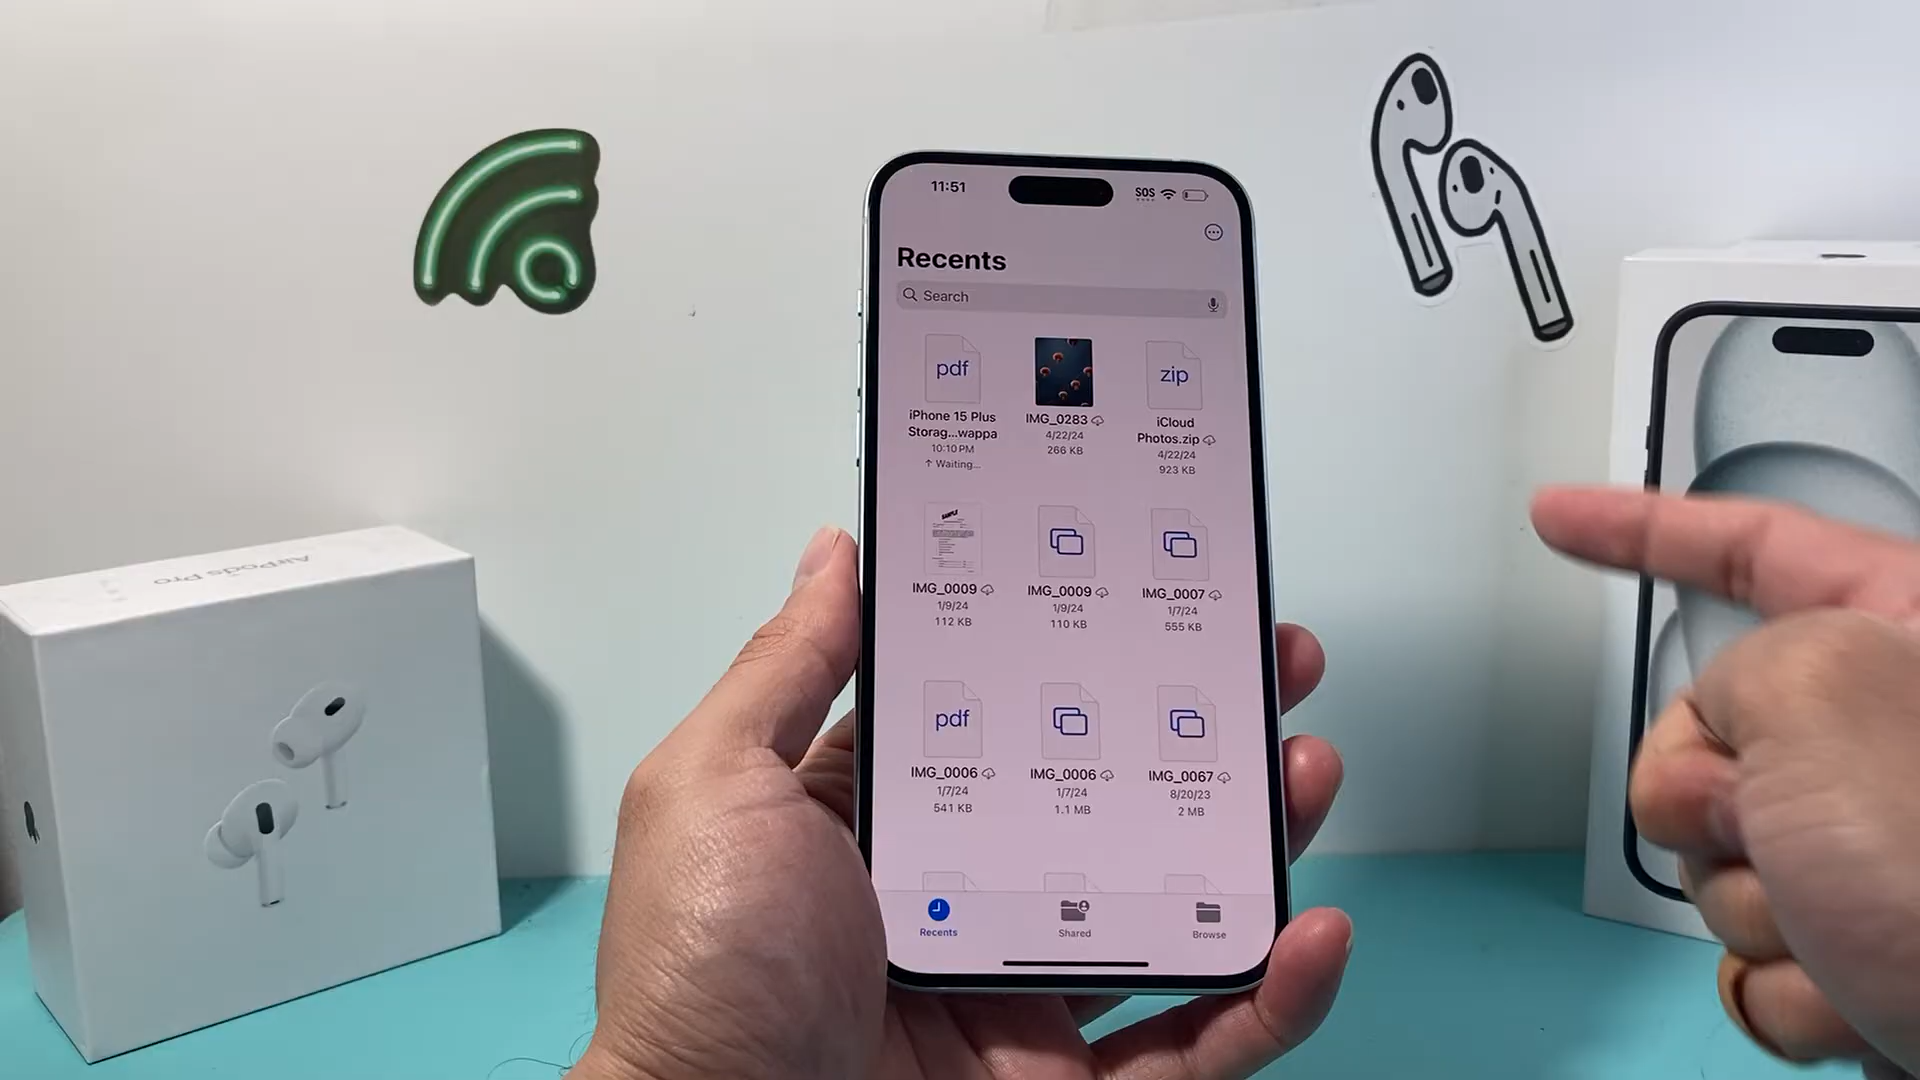 11:51
SOS
Recents
Search
pdf
zip
iPhone 15 Plus
Storag...wappa
10:10 PM
↑ Waiting...
IMG_0283
4/22/24
266 KB
iCloud
Photos.zip
4/22/24
923 KB
SAMPLE
IMG_0009
1/9/24
112 KB
IMG_0009
1/9/24
110 KB
IMG_0007
1/7/24
555 KB
pdf
IMG_0006
1/7/24
541 KB
IMG_0006
1/7/24
1.1 MB
IMG_0067
8/20/23
2 MB
Recents
Shared
Browse
AirPods Pro